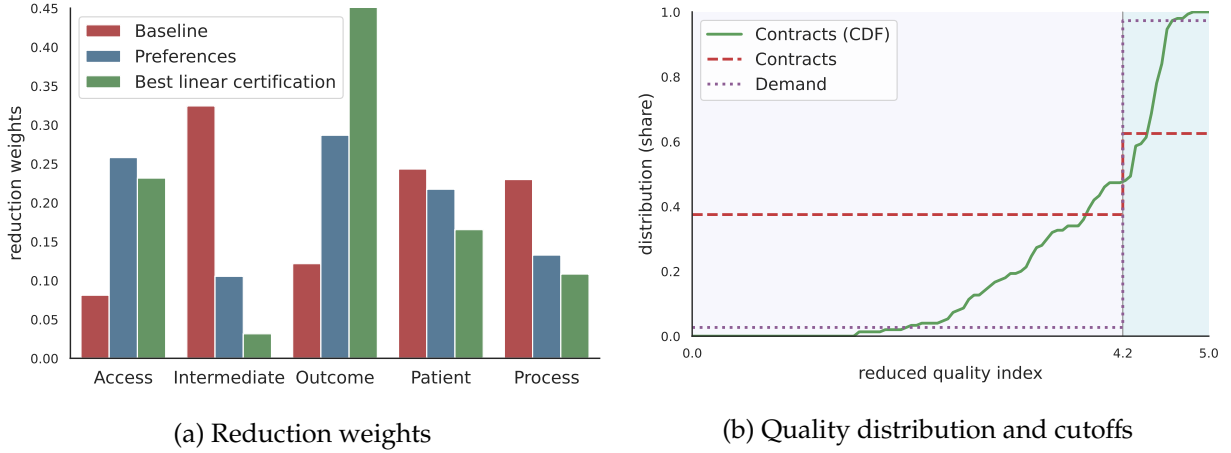 0.45
0.40
0.35
0.30
0.25
0.20
0.15
0.10
0.05
0.00
reduction weights
Baseline
Preferences
Best linear certification
Access
Intermediate
Outcome
Patient
Process
(a) Reduction weights
1.0
0.8
0.6
0.4
0.2
0.0
distribution (share)
Contracts (CDF)
Contracts
Demand
0.0
4.2
5.0
reduced quality index
(b) Quality distribution and cutoffs